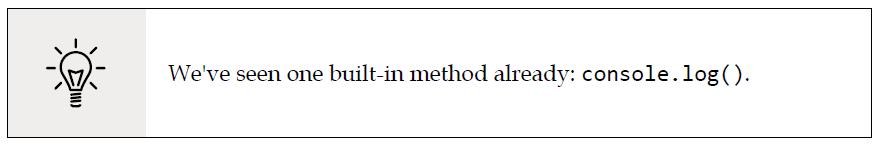 We've seen one built-in method already: console.log().